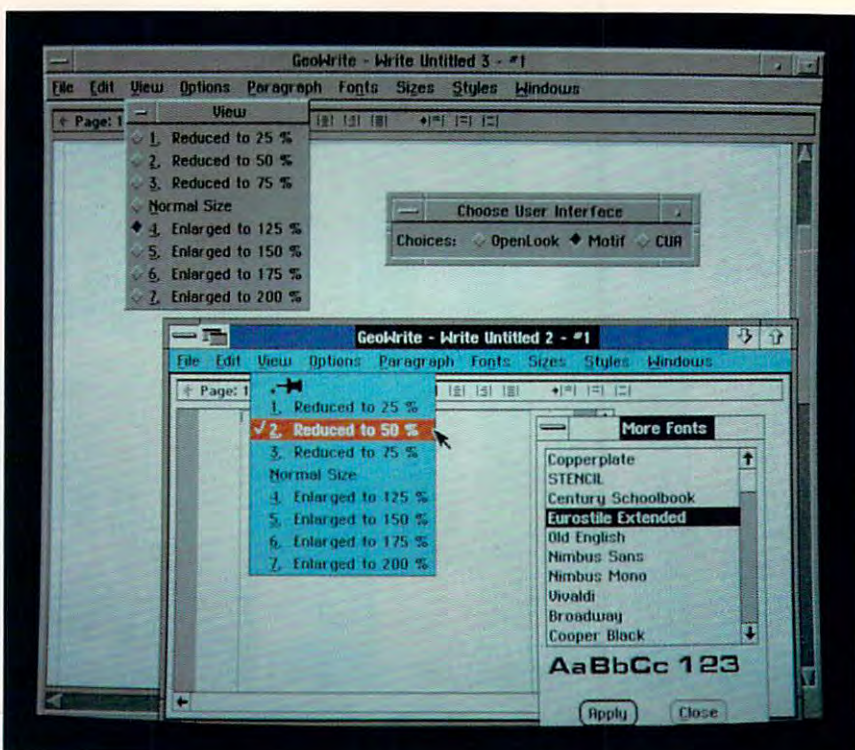 GeoWrite - Write Untitled 3 - #1
File Edit View Options Paragraph Fonts Sizes Styles Windows
Page: 1
View
1. Reduced to 25 %
2. Reduced to 50 %
3. Reduced to 75 %
Normal Size
4. Enlarged to 125 %
5. Enlarged to 150 %
6. Enlarged to 175 %
7. Enlarged to 200 %
Choose User Interface
Choices: OpenLook Motif CUA
GeoWrite - Write Untitled 2 - #1
File Edit View Options Paragraph Fonts Sizes Styles Windows
Page: 1
1. Reduced to 25 %
2. Reduced to 50 %
3. Reduced to 75 %
Normal Size
4. Enlarged to 125 %
5. Enlarged to 150 %
6. Enlarged to 175 %
7. Enlarged to 200 %
More Fonts
Copperplate
STENCIL
Century Schoolbook
Eurostile Extended
Old English
Nimbus Sans
Nimbus Mono
Vivaldi
Broadway
Cooper Black
AaBbCc 123
Apply Close